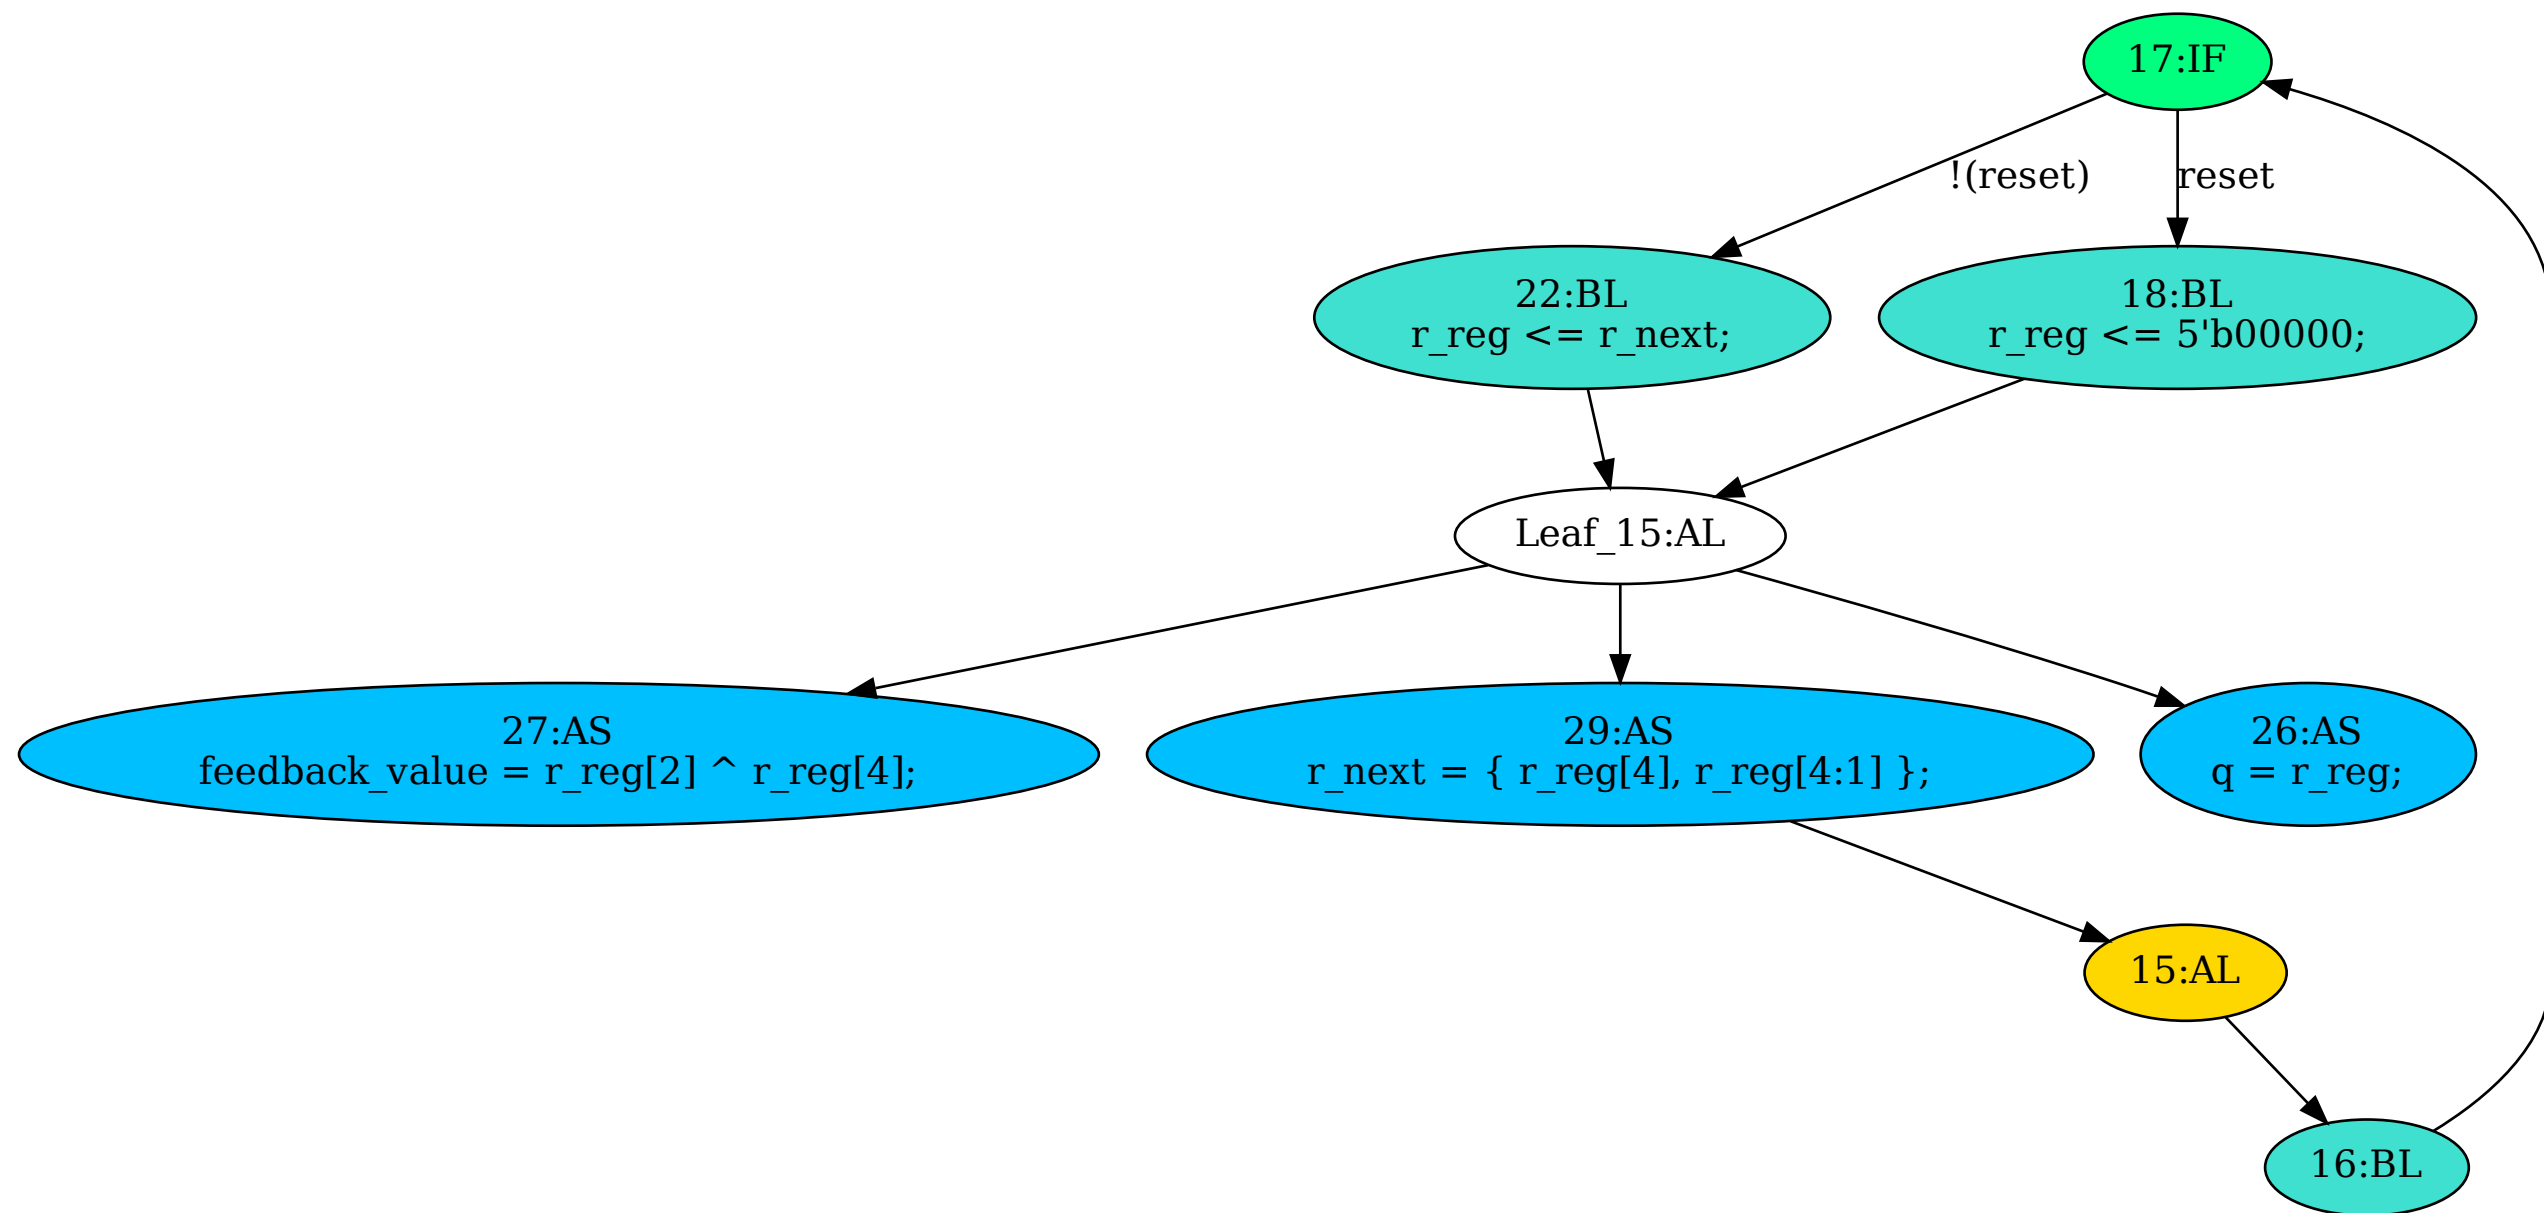 17:IF
!(reset)
reset
22:BL
r_reg <= r_next;
18:BL
r_reg <= 5'b00000;
Leaf_15:AL
27:AS
feedback_value = r_reg[2] ^ r_reg[4];
29:AS
r_next = { r_reg[4], r_reg[4:1] };
26:AS
q = r_reg;
15:AL
16:BL